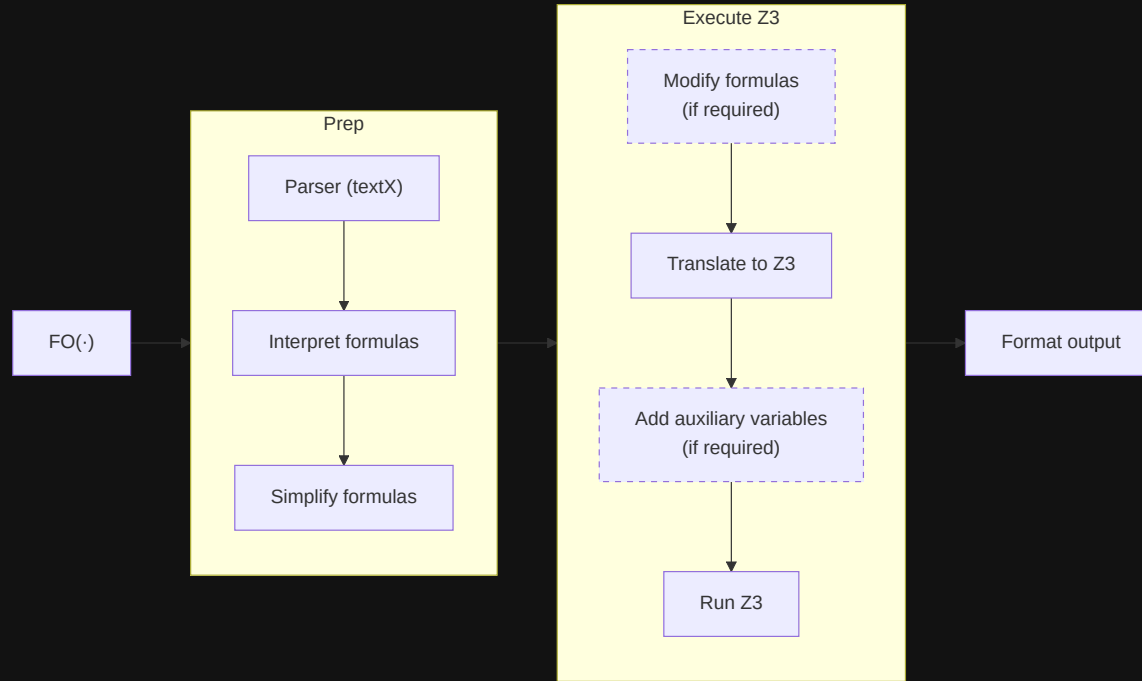 FO(·)
Prep
Parser (textX)
Interpret formulas
Simplify formulas
Execute Z3
Modify formulas
(if required)
Translate to Z3
Add auxiliary variables
(if required)
Run Z3
Format output